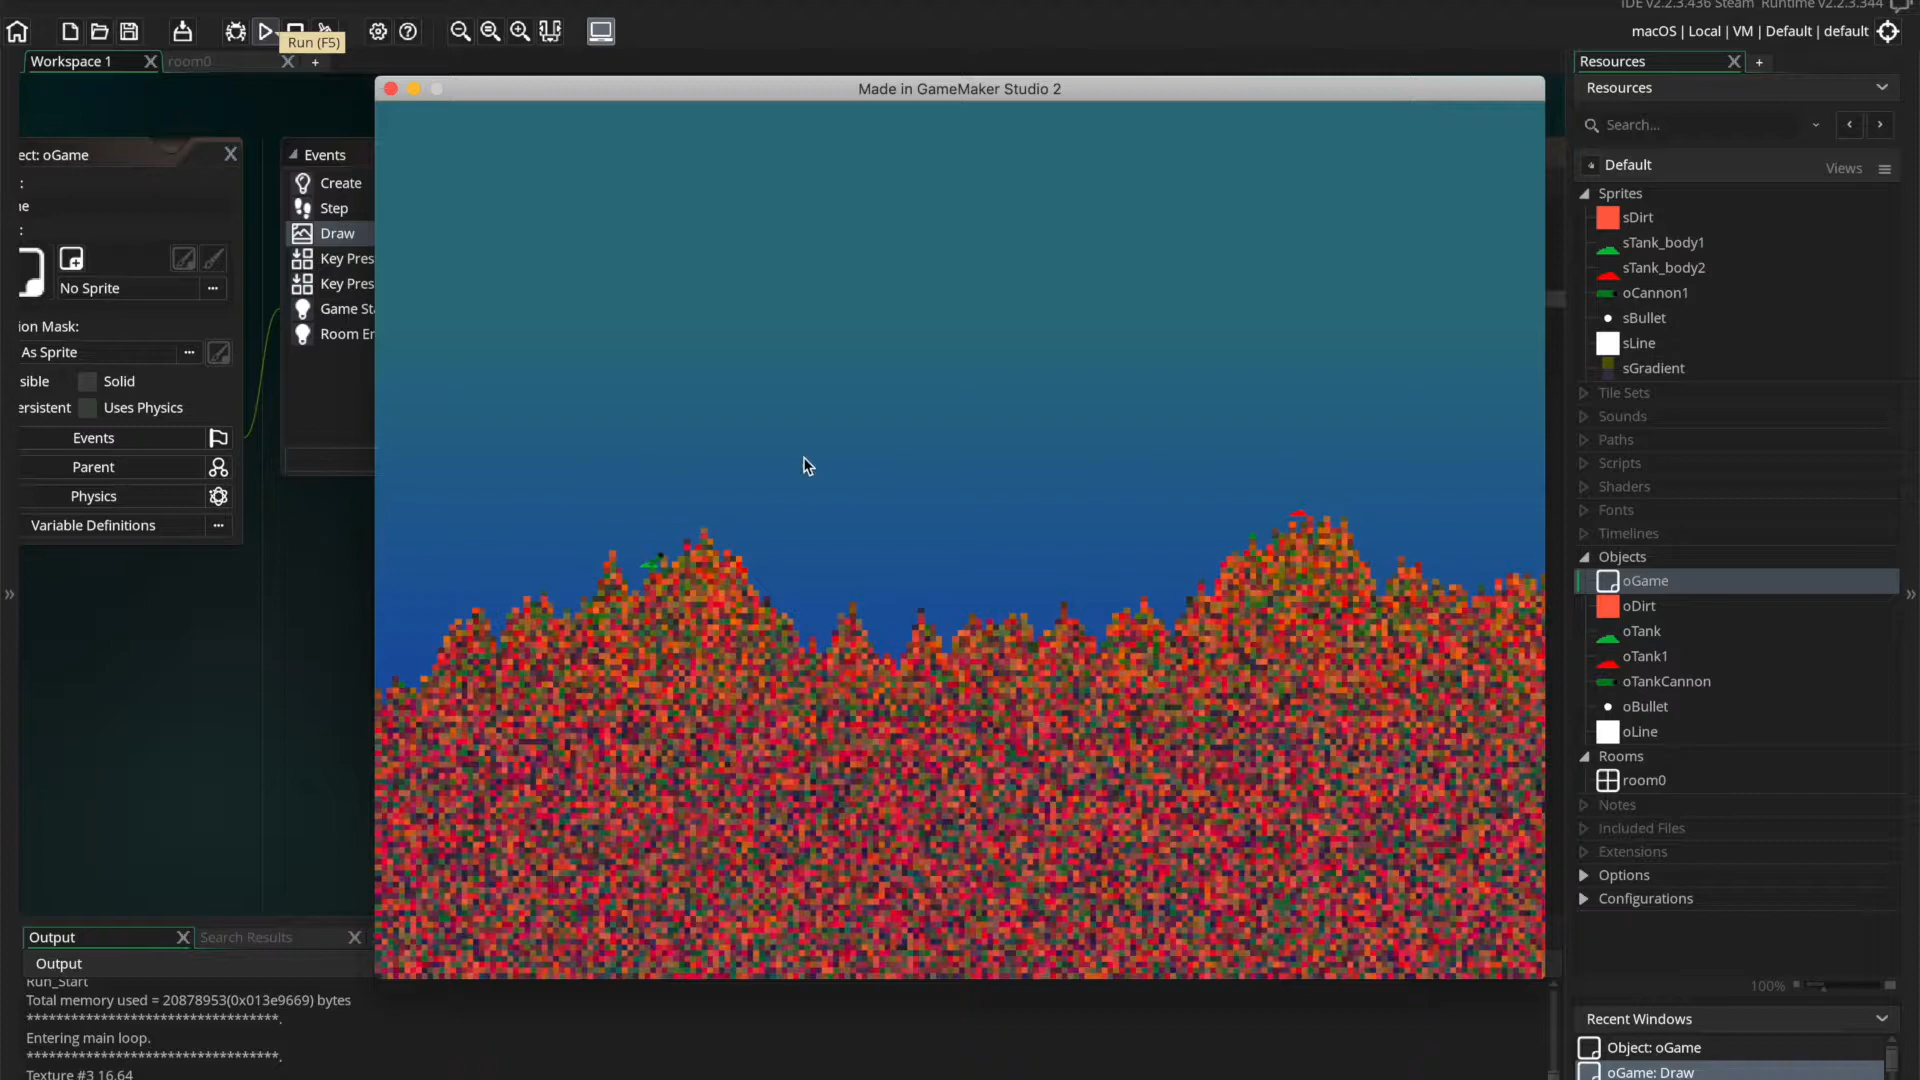 IDE v2.2.3.436 Steam Runtime v2.2.3.344
Run (F5)
macOS | Local | VM | Default | default
Workspace 1
room0
Made in GameMaker Studio 2
ect: oGame
:
ne
:
No Sprite
ion Mask:
As Sprite
sible
Solid
ersistent
Uses Physics
Events
Parent
Physics
Variable Definitions
Events
Create
Step
Draw
Key Pres
Key Pres
Game Sta
Room En
Resources
Resources
Search...
Default
Views
Sprites
sDirt
sTank_body1
sTank_body2
oCannon1
sBullet
sLine
sGradient
Tile Sets
Sounds
Paths
Scripts
Shaders
Fonts
Timelines
Objects
oGame
oDirt
oTank
oTank1
oTankCannon
oBullet
oLine
Rooms
room0
Notes
Included Files
Extensions
Options
Configurations
100%
Recent Windows
Object: oGame
oGame: Draw
Output
Search Results
Output
Run_Start
Total memory used = 20878953(0x013e9669) bytes
**********************************.
Entering main loop.
**********************************.
Texture #3 16,64